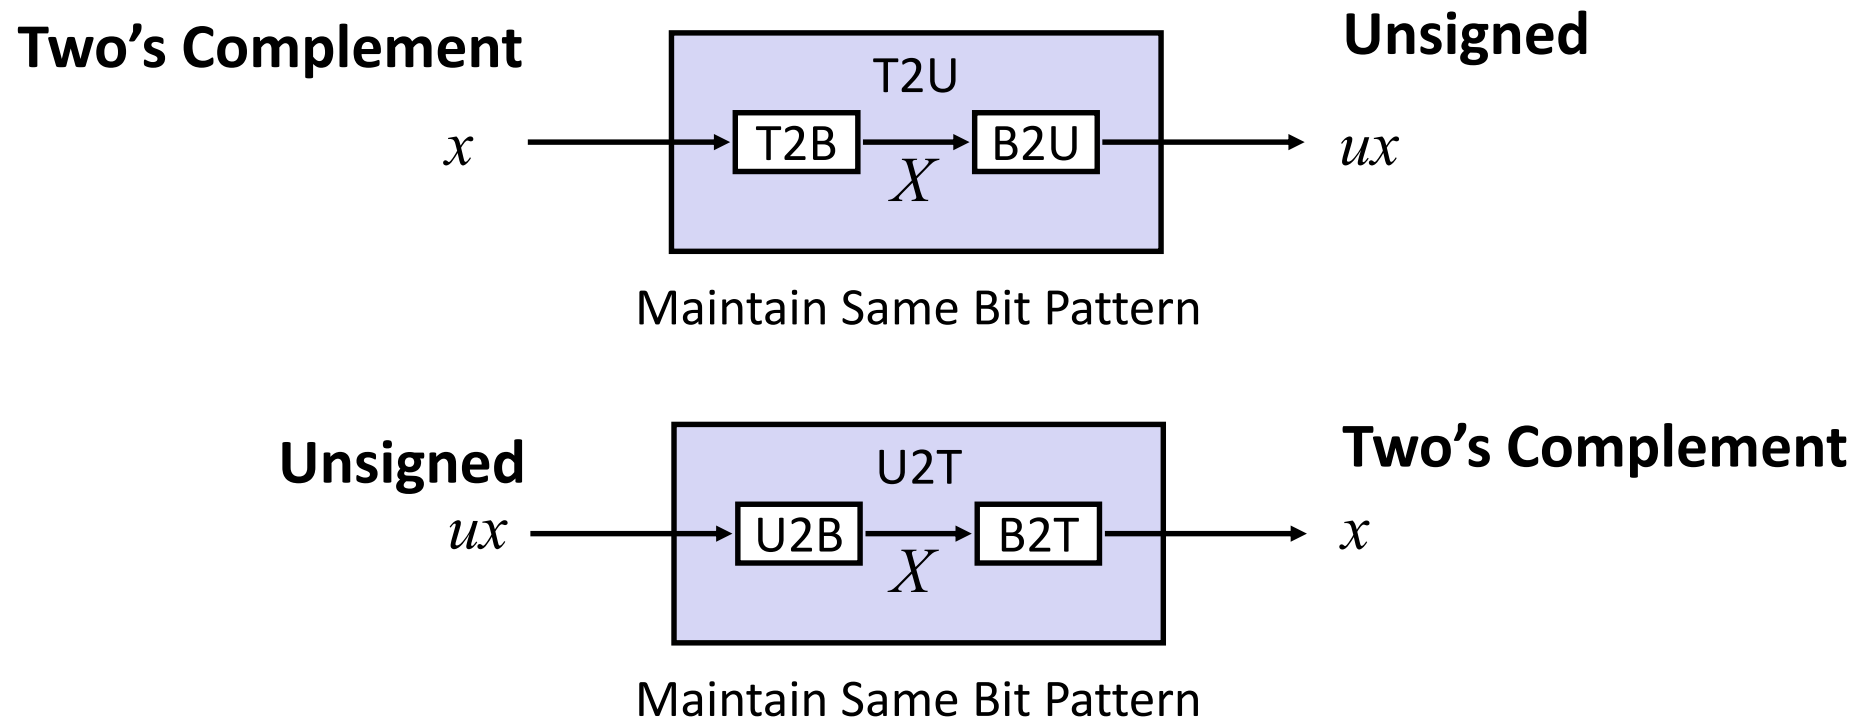 Two’s Complement
Unsigned
T2U
x
T2B
X
B2U
ux
Maintain Same Bit Pattern
Unsigned
Two’s Complement
U2T
ux
U2B
X
B2T
x
Maintain Same Bit Pattern